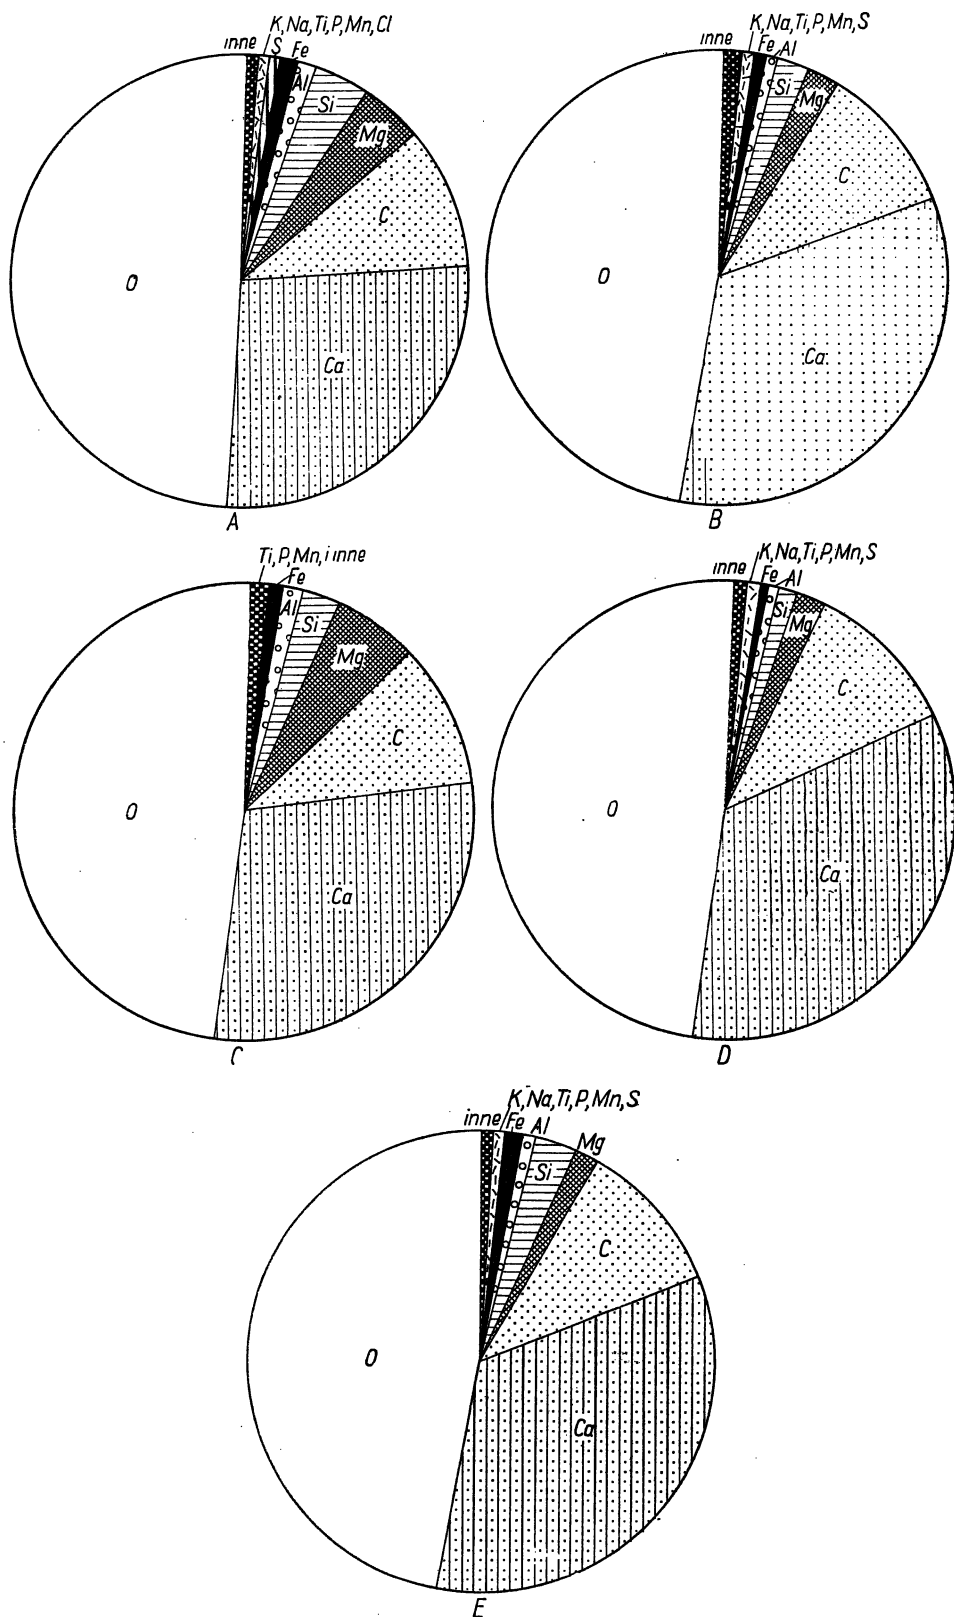 K,Na,Ti,P,Mn,Cl
inne S Fe
Al
Si
Mg
C
O
Ca
A
K,Na,Ti,P,Mn,S
inne Fe Al
Si
Mg
C
O
Ca
B
Ti,P,Mn,i inne
Fe
Al
Si
Mg
C
O
Ca
C
K,Na,Ti,P,Mn,S
inne Fe Al
Si
Mg
C
O
Ca
D
K,Na,Ti,P,Mn,S
inne Fe Al
Mg
Si
C
O
Ca
E